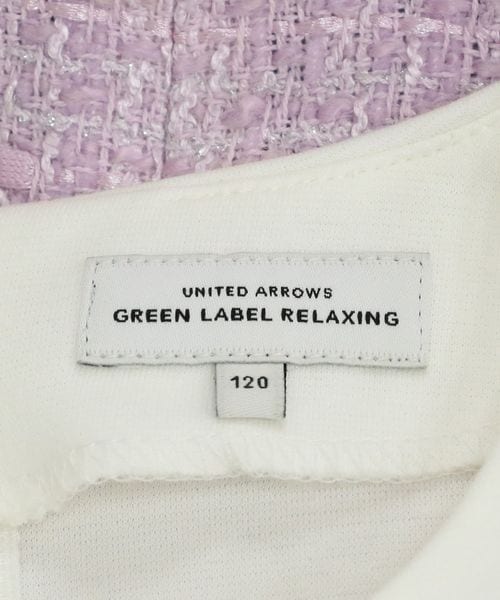 UNITED ARROWS
GREEN LABEL RELAXING
120